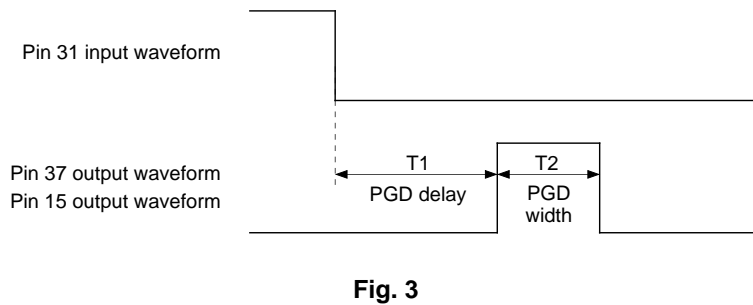 Pin 31 input waveform
Pin 37 output waveform
Pin 15 output waveform
T1
PGD delay
T2
PGD
width
Fig. 3